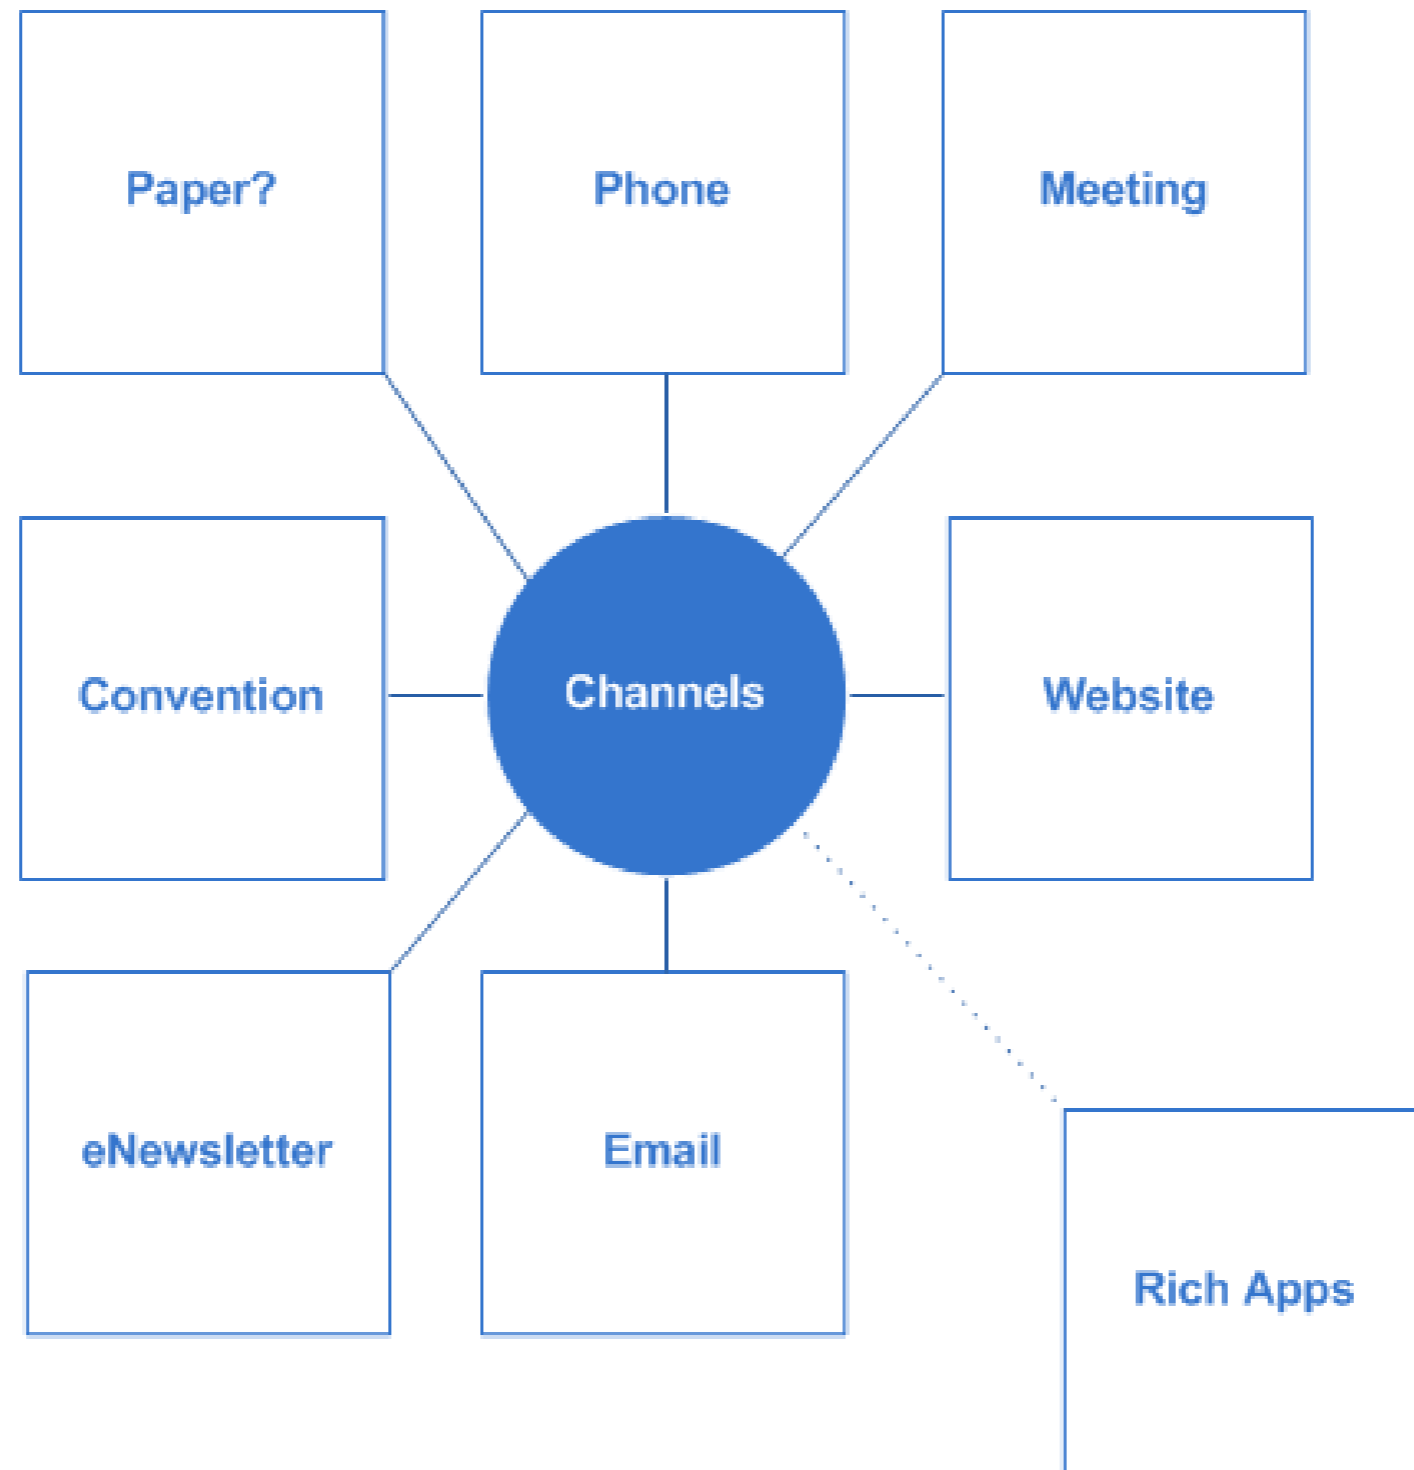 Paper?
Phone
Meeting
Convention
Channels
Website
eNewsletter
Email
Rich Apps